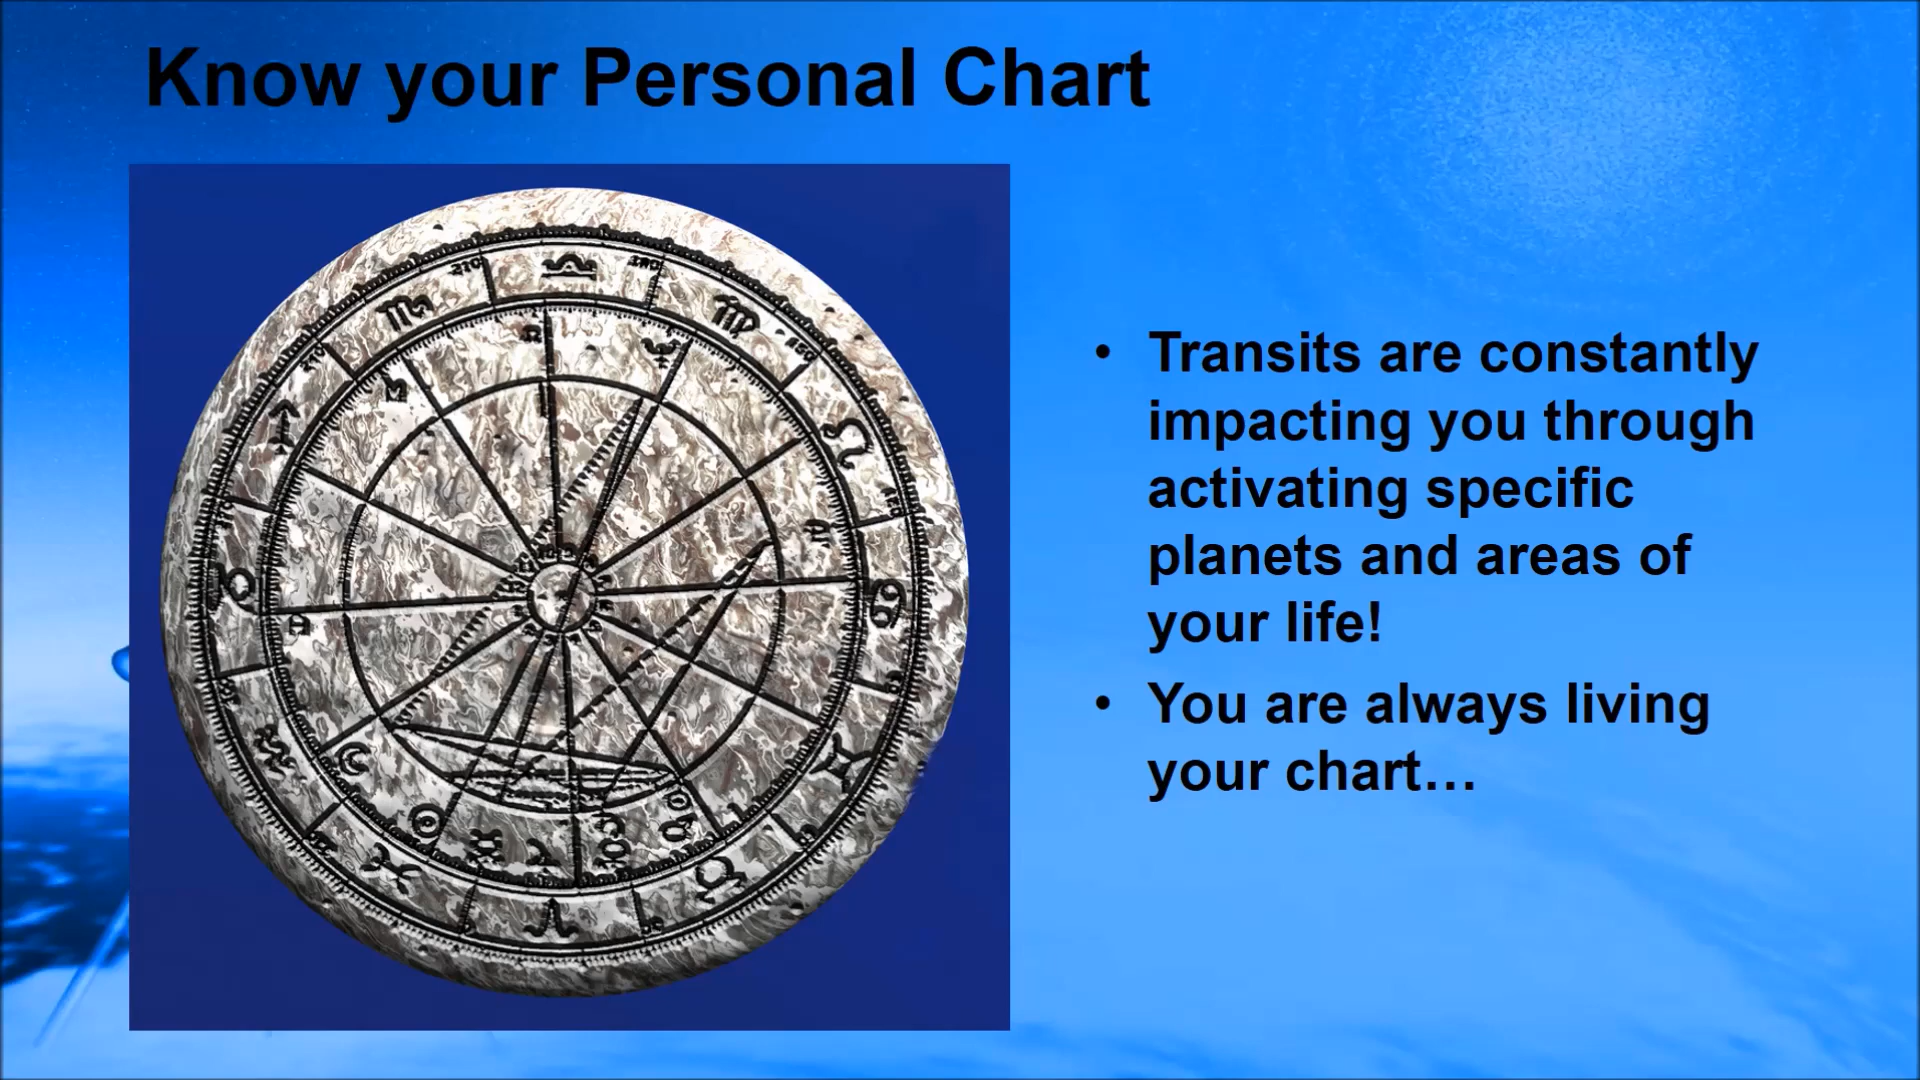 Know your Personal Chart
• Transits are constantly
impacting you through
activating specific
planets and areas of
your life!
• You are always living
your chart…